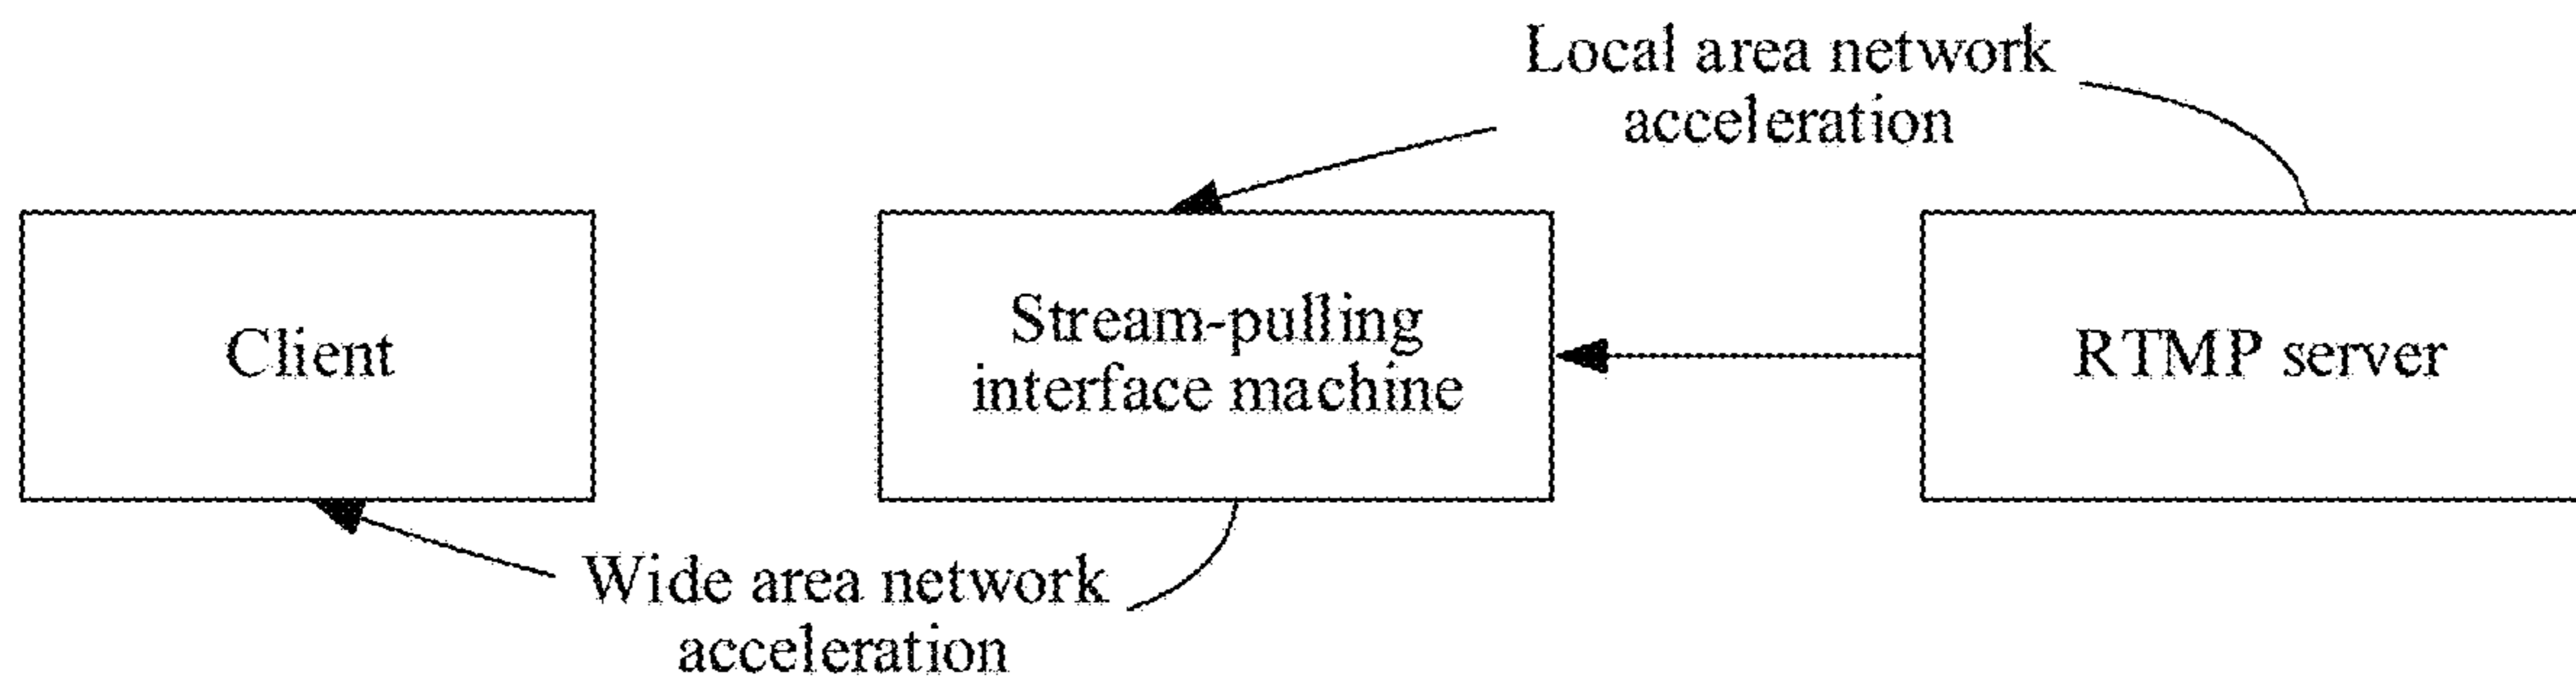 Local area network
acceleration
Client
Stream-pulling
interface machine
RTMP server
Wide area network
acceleration